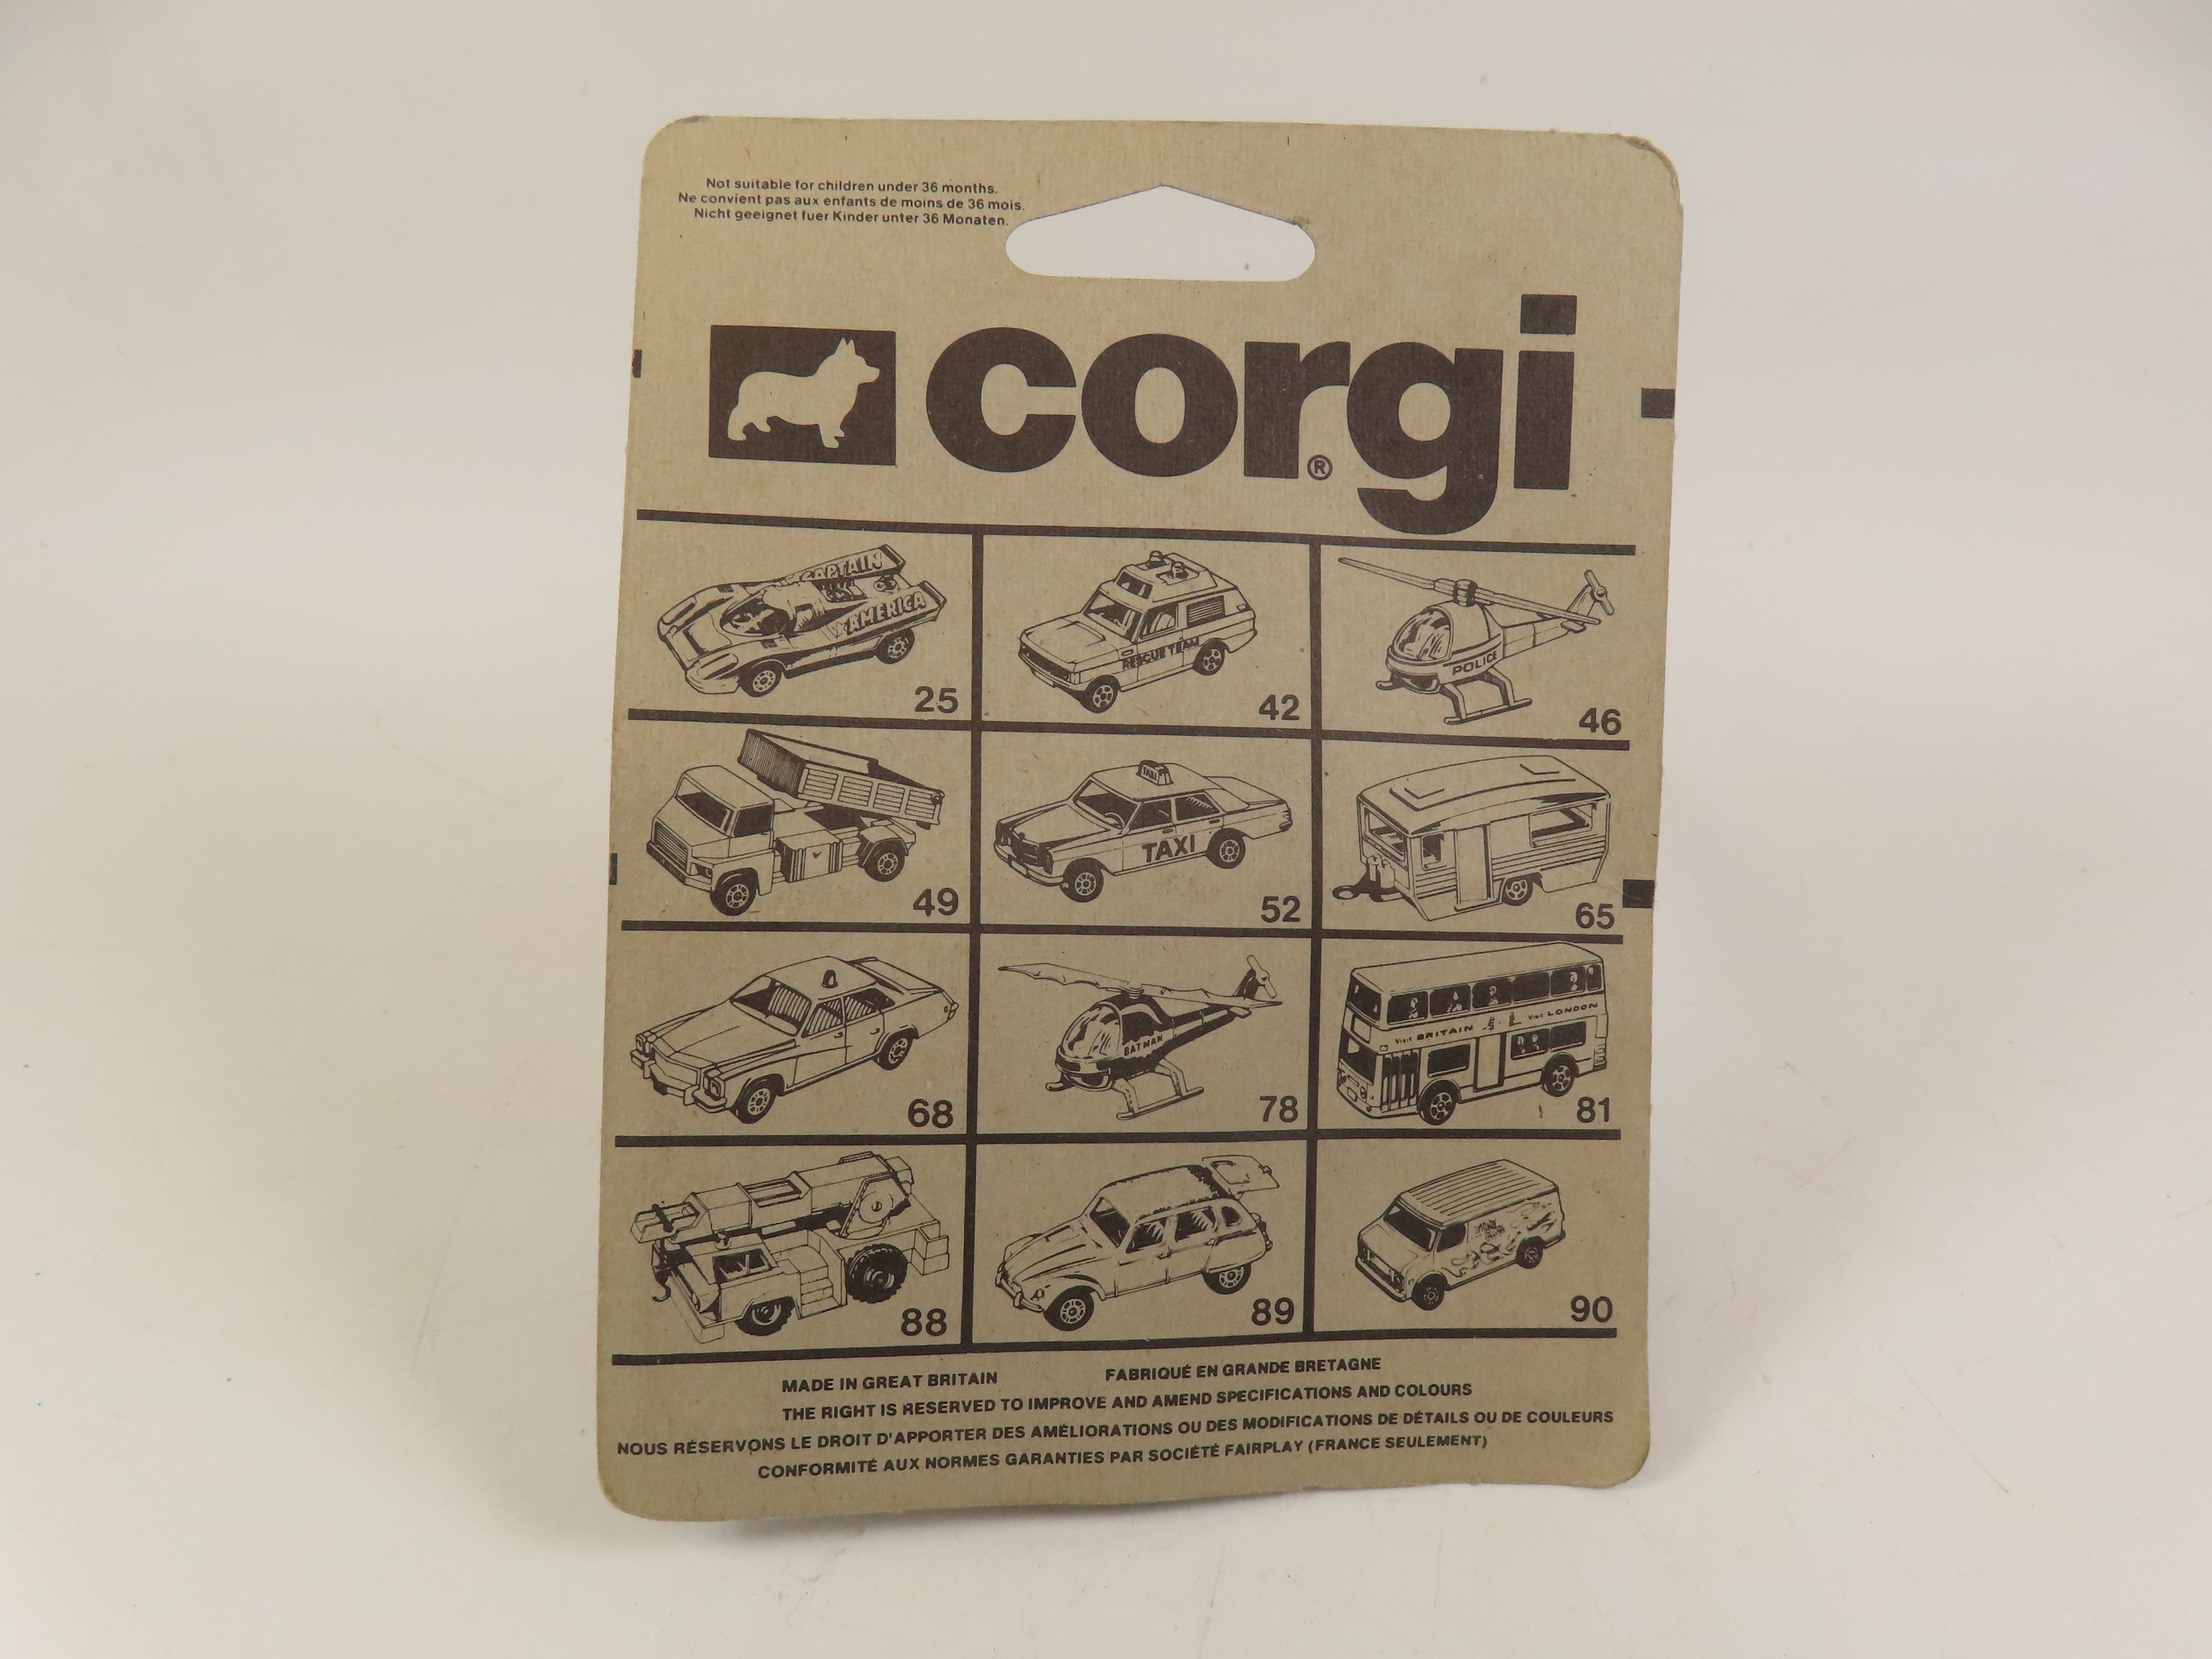 Not suitable for children under 36 months.
Ne convient pas aux enfants de moins de 36 mois.
Nicht geeignet fuer Kinder unter 36 Monaten.
corgi®
CAPTAIN
AMERICA
25
RESCUE TEAM
42
POLICE
46
49
TAXI
TAXI
52
65
68
BATMAN
78
Visit BRITAIN Visit LONDON
81
88
89
90
MADE IN GREAT BRITAIN FABRIQUÉ EN GRANDE BRETAGNE
THE RIGHT IS RESERVED TO IMPROVE AND AMEND SPECIFICATIONS AND COLOURS
NOUS RÉSERVONS LE DROIT D'APPORTER DES AMÉLIORATIONS OU DES MODIFICATIONS DE DÉTAILS OU DE COULEURS
CONFORMITÉ AUX NORMES GARANTIES PAR SOCIÉTÉ FAIRPLAY (FRANCE SEULEMENT)